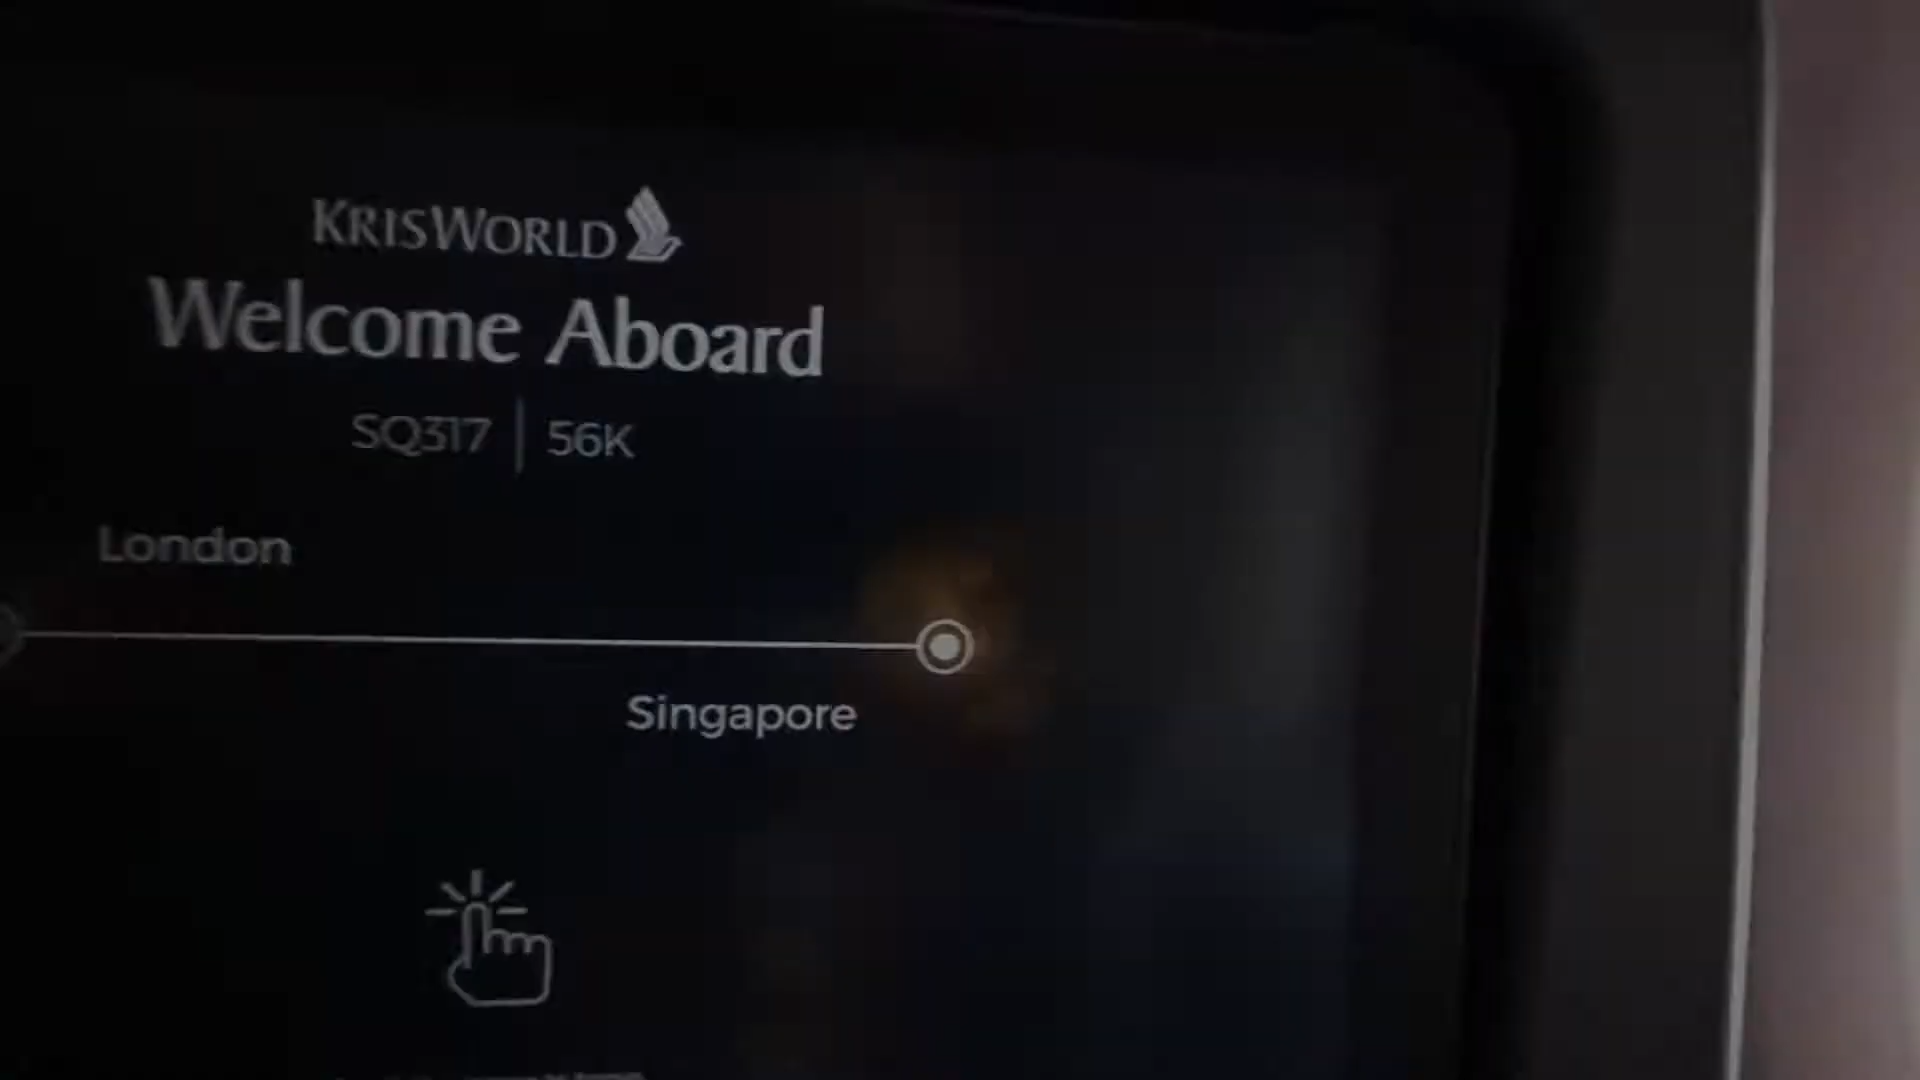 KRISWORLD
Welcome Aboard
SQ317 | 56K
London
Singapore